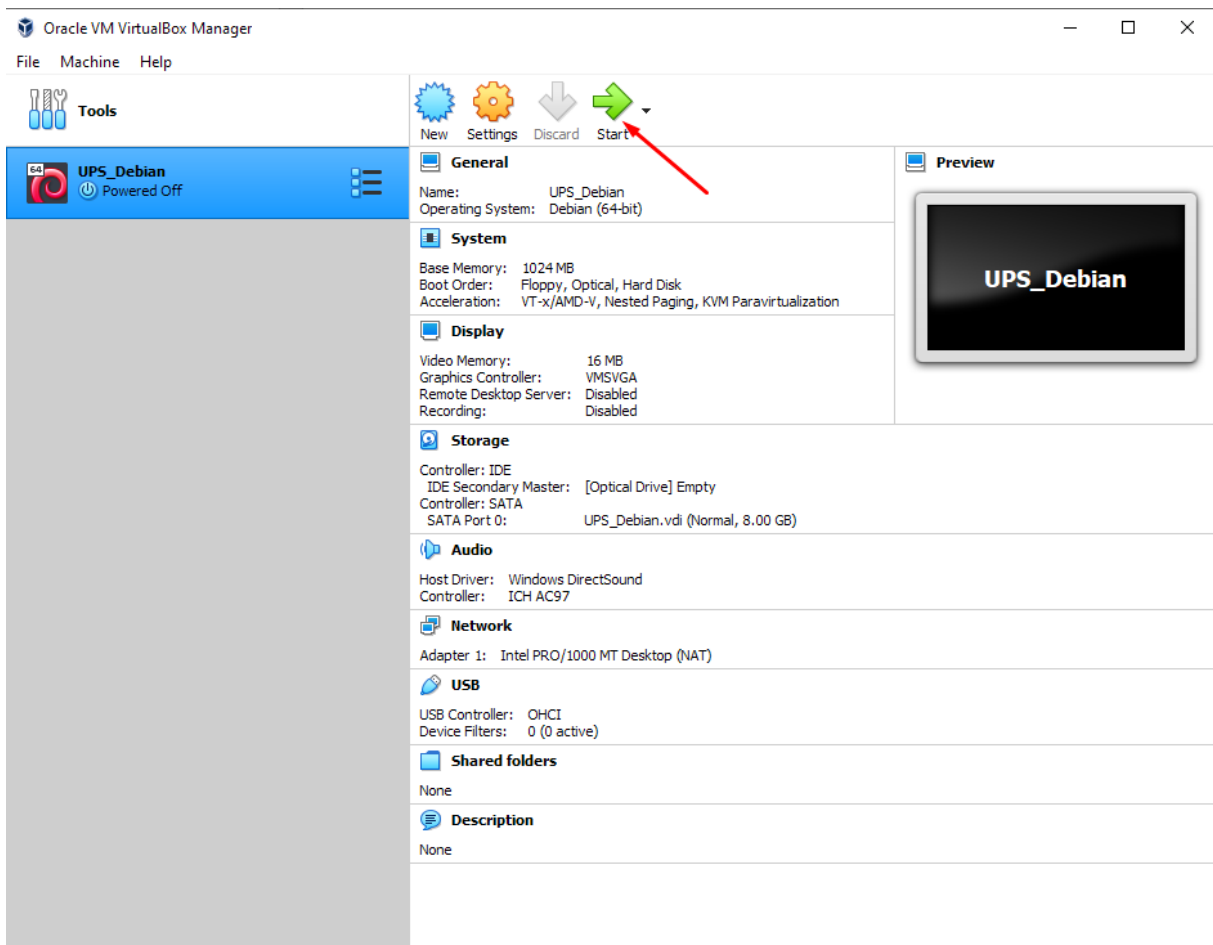 Oracle VM VirtualBox Manager
File Machine Help
Tools
New Settings Discard Start
64
UPS_Debian
Powered Off
General
Name: UPS_Debian
Operating System: Debian (64-bit)
System
Base Memory: 1024 MB
Boot Order: Floppy, Optical, Hard Disk
Acceleration: VT-x/AMD-V, Nested Paging, KVM Paravirtualization
Display
Video Memory: 16 MB
Graphics Controller: VMSVGA
Remote Desktop Server: Disabled
Recording: Disabled
Preview
UPS_Debian
Storage
Controller: IDE
IDE Secondary Master: [Optical Drive] Empty
Controller: SATA
SATA Port 0: UPS_Debian.vdi (Normal, 8.00 GB)
Audio
Host Driver: Windows DirectSound
Controller: ICH AC97
Network
Adapter 1: Intel PRO/1000 MT Desktop (NAT)
USB
USB Controller: OHCI
Device Filters: 0 (0 active)
Shared folders
None
Description
None